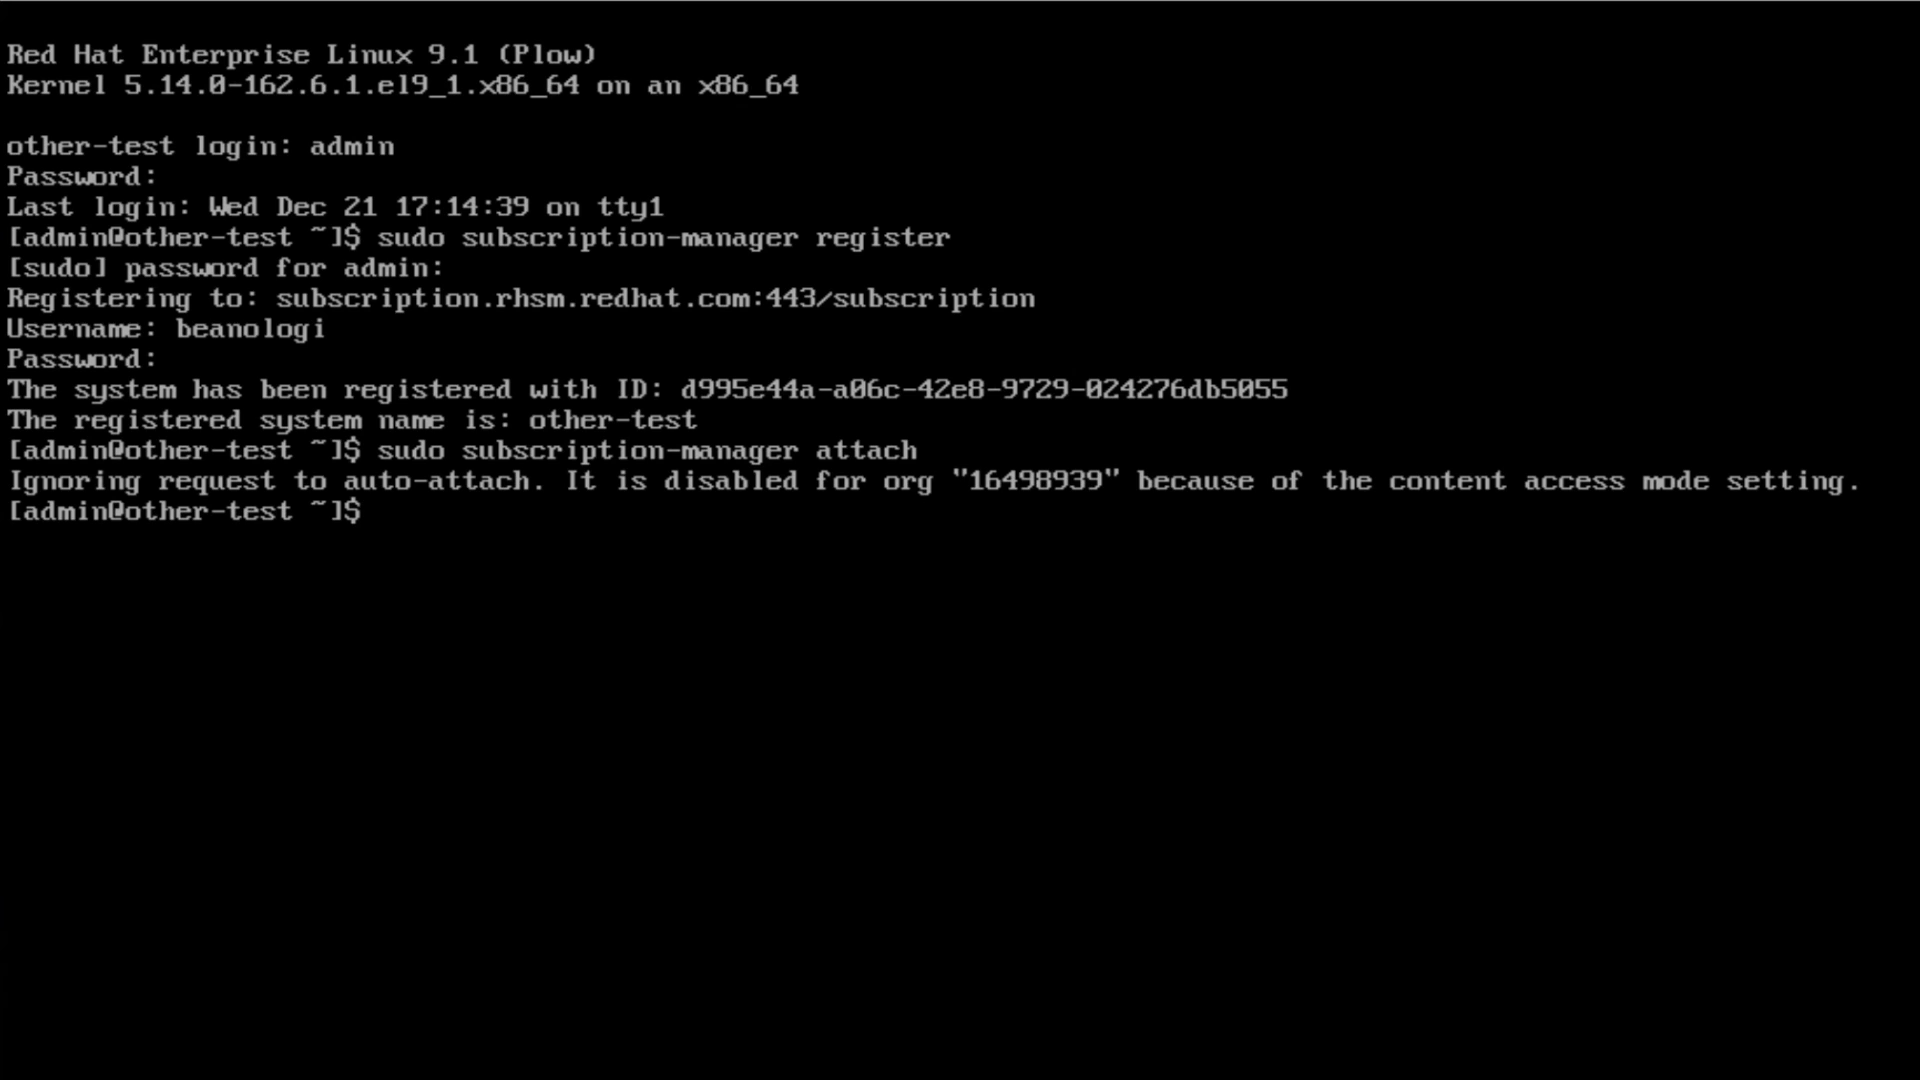 Red Hat Enterprise Linux 9.1 (Plow)
Kernel 5.14.0-162.6.1.el9_1.x86_64 on an x86_64
other-test login: admin
Password:
Last login: Wed Dec 21 17:14:39 on tty1
[admin@other-test ~]$ sudo subscription-manager register
[sudo] password for admin:
Registering to: subscription.rhsm.redhat.com:443/subscription
Username: beanologi
Password:
The system has been registered with ID: d995e44a-a06c-42e8-9729-024276db5055
The registered system name is: other-test
[admin@other-test ~]$ sudo subscription-manager attach
Ignoring request to auto-attach. It is disabled for org "16498939" because of the content access mode setting.
[admin@other-test ~]$